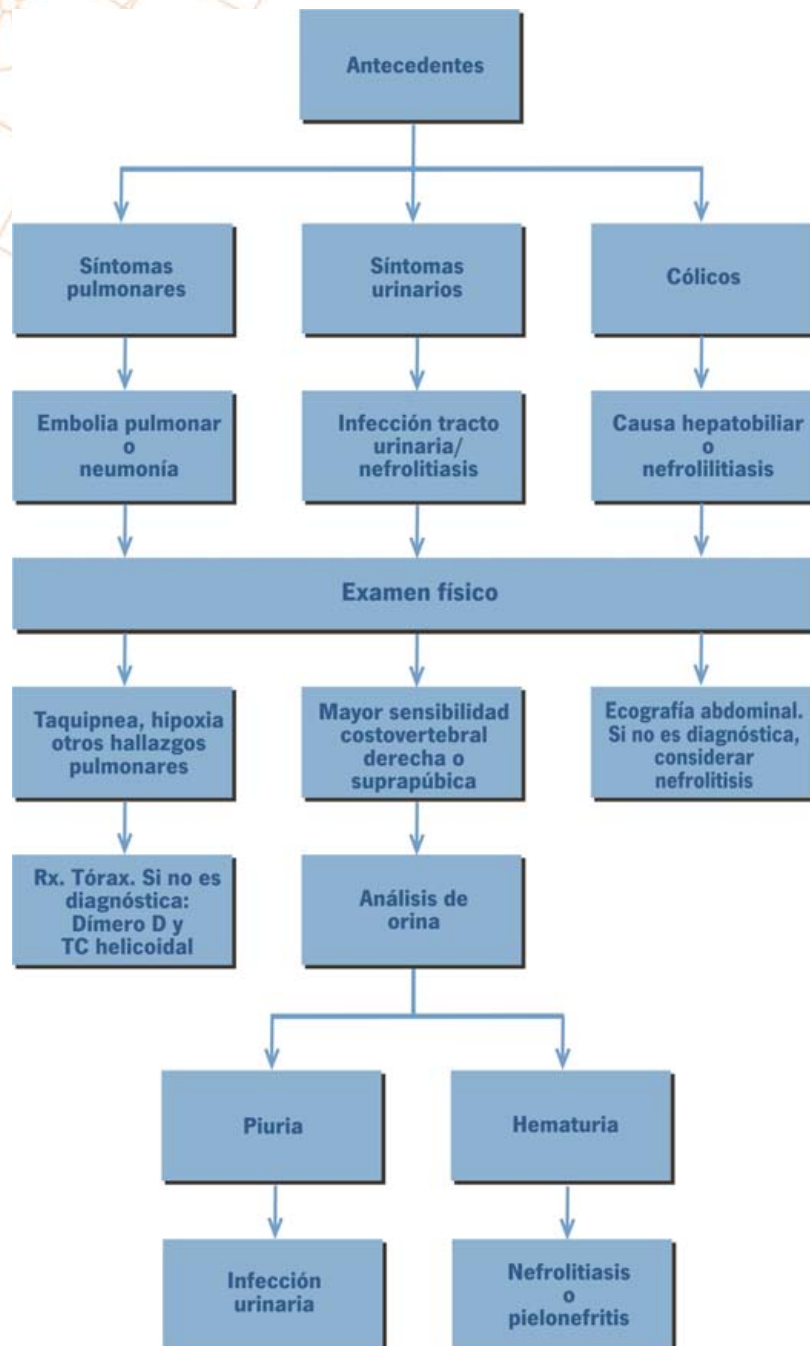 Antecedentes
Síntomas
pulmonares
Síntomas
urinarios
Cólicos
Embolia pulmonar
o
neumonía
Infección tracto
urinaria/
nefrolitiasis
Causa hepatobiliar
o
nefrolilitiasis
Examen físico
Taquipnea, hipoxia
otros hallazgos
pulmonares
Mayor sensibilidad
costovertebral
derecha o
suprapúbica
Ecografía abdominal.
Si no es diagnóstica,
considerar
nefrolitisis
Rx. Tórax. Si no es
diagnóstica:
Dímero D y
TC helicoidal
Análisis de
orina
Piuria
Hematuria
Infección
urinaria
Nefrolitiasis
o
pielonefritis